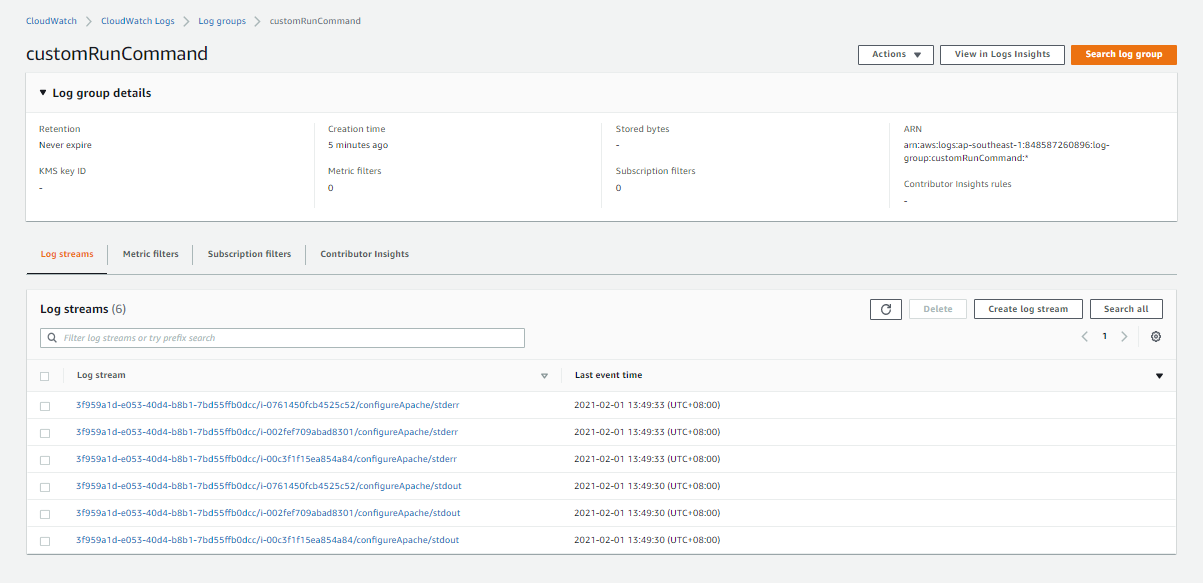 CloudWatch > CloudWatch Logs > Log groups > customRunCommand
customRunCommand
Actions ▼ View in Logs Insights Search log group
▼ Log group details
Retention Creation time Stored bytes ARN
Never expire 5 minutes ago - arn:aws:logs:ap-southeast-1:848587260896:log-
group:customRunCommand:*
KMS key ID Metric filters Subscription filters
- 0 0
Contributor Insights rules
-
Log streams Metric filters Subscription filters Contributor Insights
Log streams (6) Delete Create log stream Search all
Filter log streams or try prefix search < 1 >
Log stream Last event time
3f959a1d-e053-40d4-b8b1-7bd55ffb0dcc/i-0761450fcb4525c52/configureApache/stderr 2021-02-01 13:49:33 (UTC+08:00)
3f959a1d-e053-40d4-b8b1-7bd55ffb0dcc/i-002fef709abad8301/configureApache/stderr 2021-02-01 13:49:33 (UTC+08:00)
3f959a1d-e053-40d4-b8b1-7bd55ffb0dcc/i-00c3f1f15ea854a84/configureApache/stderr 2021-02-01 13:49:33 (UTC+08:00)
3f959a1d-e053-40d4-b8b1-7bd55ffb0dcc/i-0761450fcb4525c52/configureApache/stdout 2021-02-01 13:49:30 (UTC+08:00)
3f959a1d-e053-40d4-b8b1-7bd55ffb0dcc/i-002fef709abad8301/configureApache/stdout 2021-02-01 13:49:30 (UTC+08:00)
3f959a1d-e053-40d4-b8b1-7bd55ffb0dcc/i-00c3f1f15ea854a84/configureApache/stdout 2021-02-01 13:49:30 (UTC+08:00)